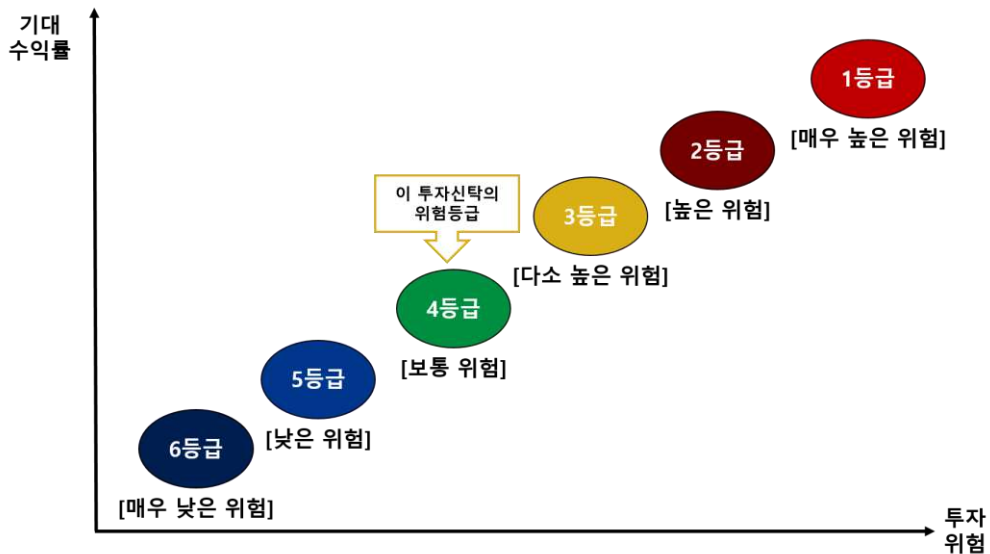 기대
수익률
1등급
[매우 높은 위험]
2등급
[높은 위험]
이 투자신탁의
위험등급
3등급
[다소 높은 위험]
4등급
[보통 위험]
5등급
[낮은 위험]
6등급
[매우 낮은 위험]
투자
위험